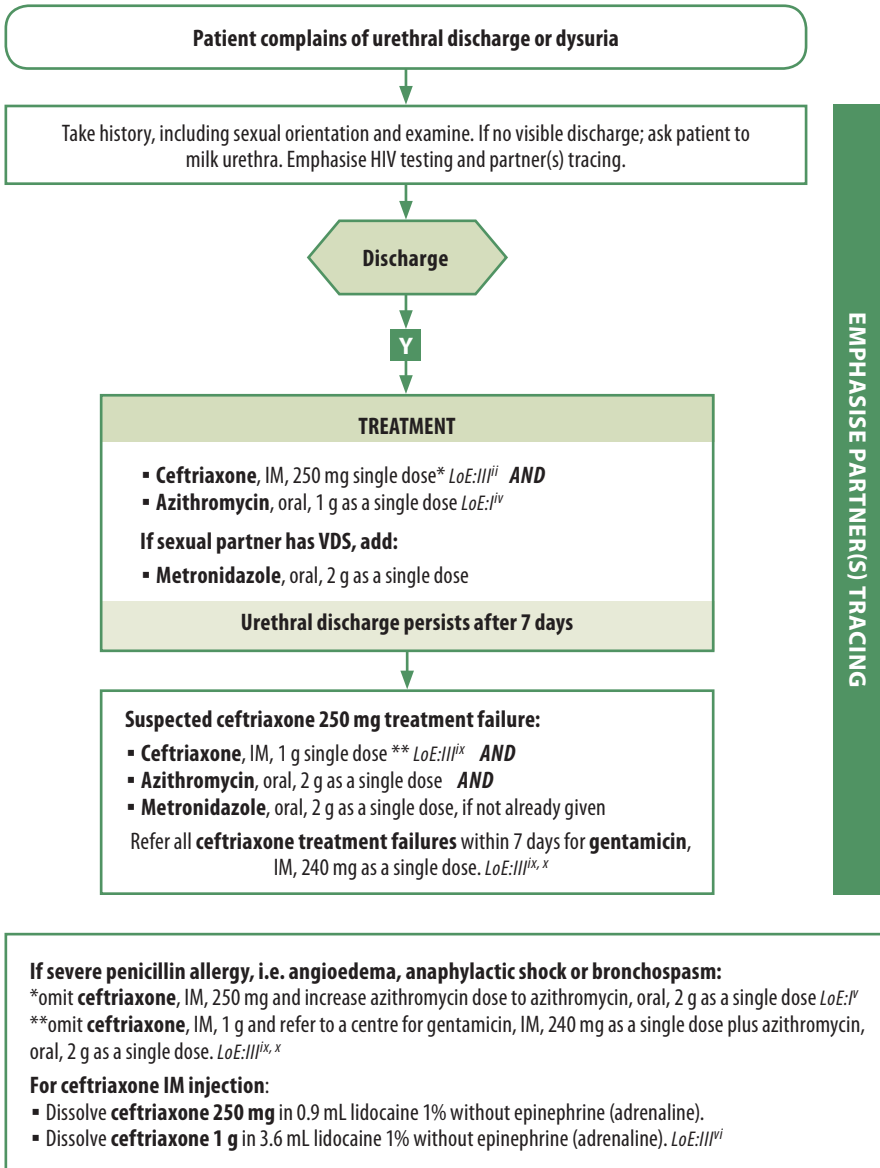 Patient complains of urethral discharge or dysuria
Take history, including sexual orientation and examine. If no visible discharge; ask patient to
milk urethra. Emphasise HIV testing and partner(s) tracing.
Discharge
Y
TREATMENT
▪ Ceftriaxone, IM, 250 mg single dose* LoE:III^ii AND
▪ Azithromycin, oral, 1 g as a single dose LoE:I^iv
If sexual partner has VDS, add:
▪ Metronidazole, oral, 2 g as a single dose
Urethral discharge persists after 7 days
Suspected ceftriaxone 250 mg treatment failure:
▪ Ceftriaxone, IM, 1 g single dose ** LoE:III^ix AND
▪ Azithromycin, oral, 2 g as a single dose AND
▪ Metronidazole, oral, 2 g as a single dose, if not already given
Refer all ceftriaxone treatment failures within 7 days for gentamicin,
IM, 240 mg as a single dose. LoE:III^ix, x
EMPHASISE PARTNER(S) TRACING
If severe penicillin allergy, i.e. angioedema, anaphylactic shock or bronchospasm:
*omit ceftriaxone, IM, 250 mg and increase azithromycin dose to azithromycin, oral, 2 g as a single dose LoE:I^v
**omit ceftriaxone, IM, 1 g and refer to a centre for gentamicin, IM, 240 mg as a single dose plus azithromycin,
oral, 2 g as a single dose. LoE:III^ix, x
For ceftriaxone IM injection:
▪ Dissolve ceftriaxone 250 mg in 0.9 mL lidocaine 1% without epinephrine (adrenaline).
▪ Dissolve ceftriaxone 1 g in 3.6 mL lidocaine 1% without epinephrine (adrenaline). LoE:III^vi